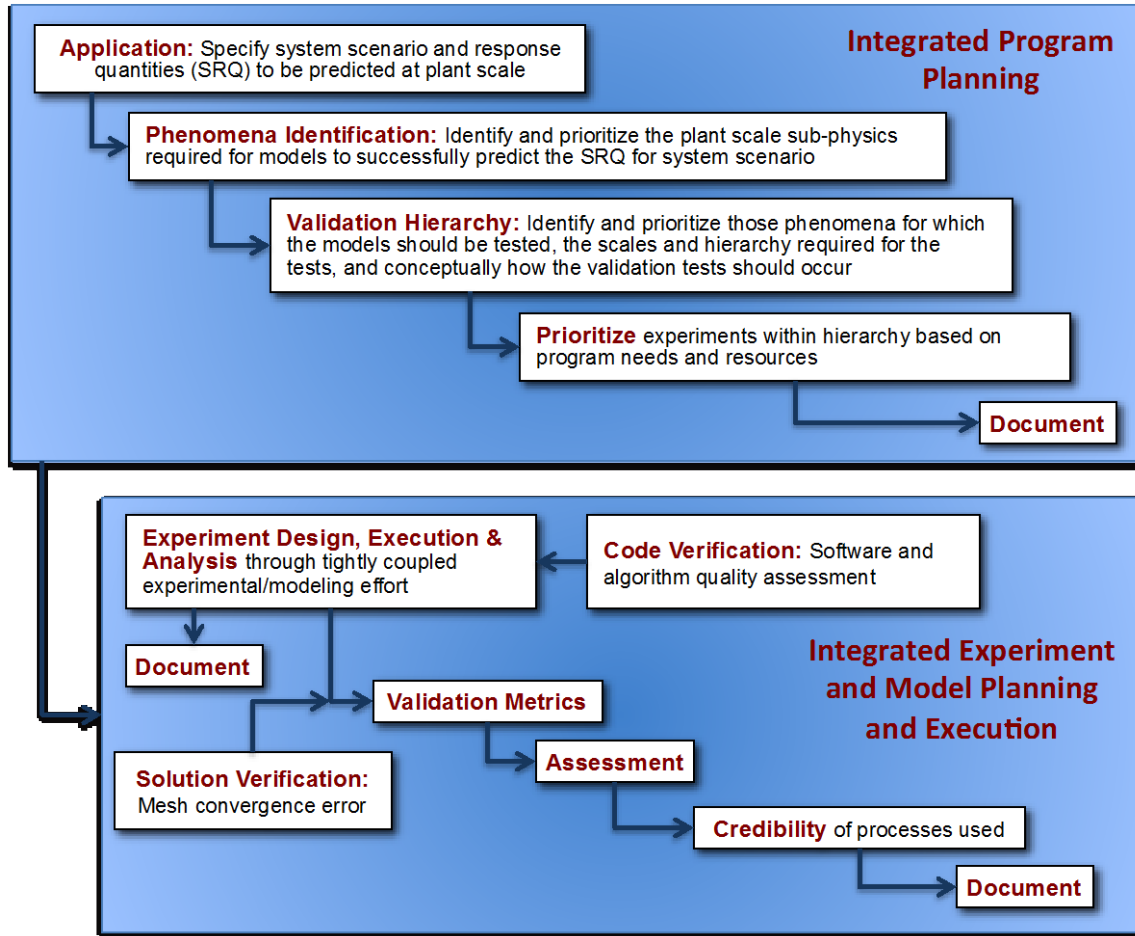 Integrated Program
Planning
Application: Specify system scenario and response
quantities (SRQ) to be predicted at plant scale
Phenomena Identification: Identify and prioritize the plant scale sub-physics
required for models to successfully predict the SRQ for system scenario
Validation Hierarchy: Identify and prioritize those phenomena for which
the models should be tested, the scales and hierarchy required for the
tests, and conceptually how the validation tests should occur
Prioritize experiments within hierarchy based on
program needs and resources
Document
Experiment Design, Execution &
Analysis through tightly coupled
experimental/modeling effort
Code Verification: Software and
algorithm quality assessment
Document
Integrated Experiment
and Model Planning
and Execution
Validation Metrics
Solution Verification:
Mesh convergence error
Assessment
Credibility of processes used
Document